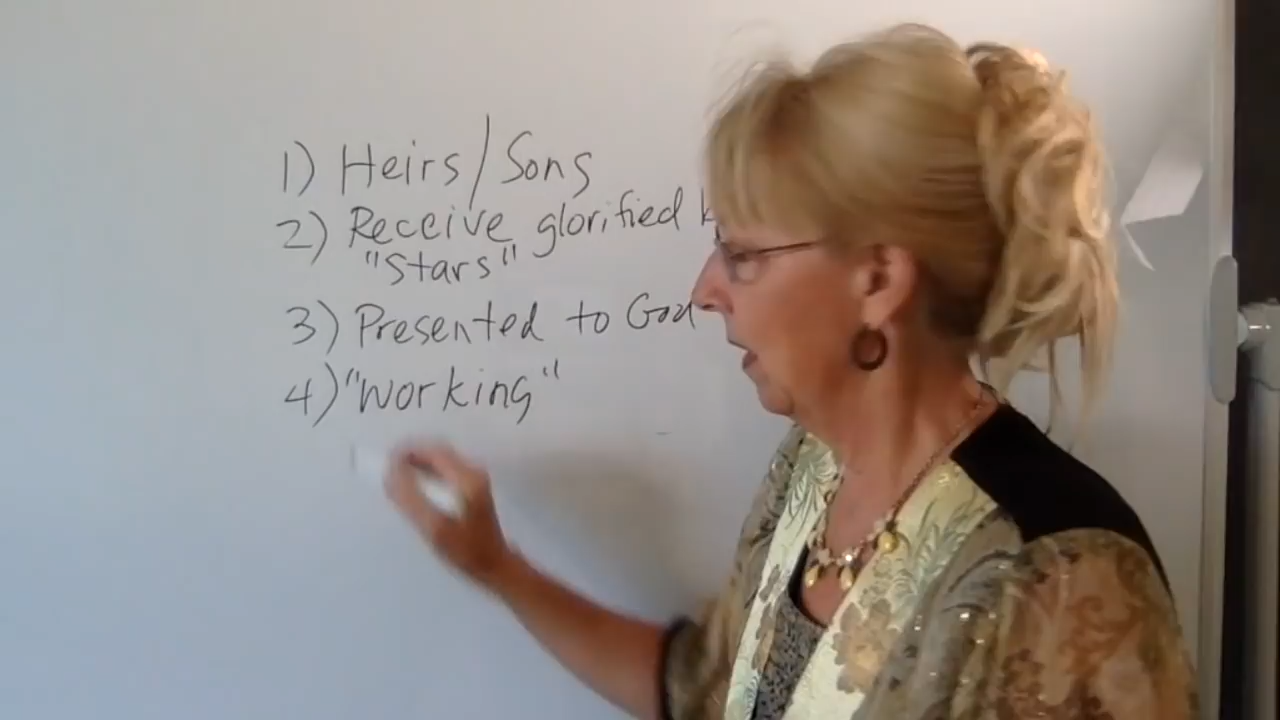 1) Heirs/Sons
2) Receive glorified
"Stars"
3) Presented to God
4) "Working"